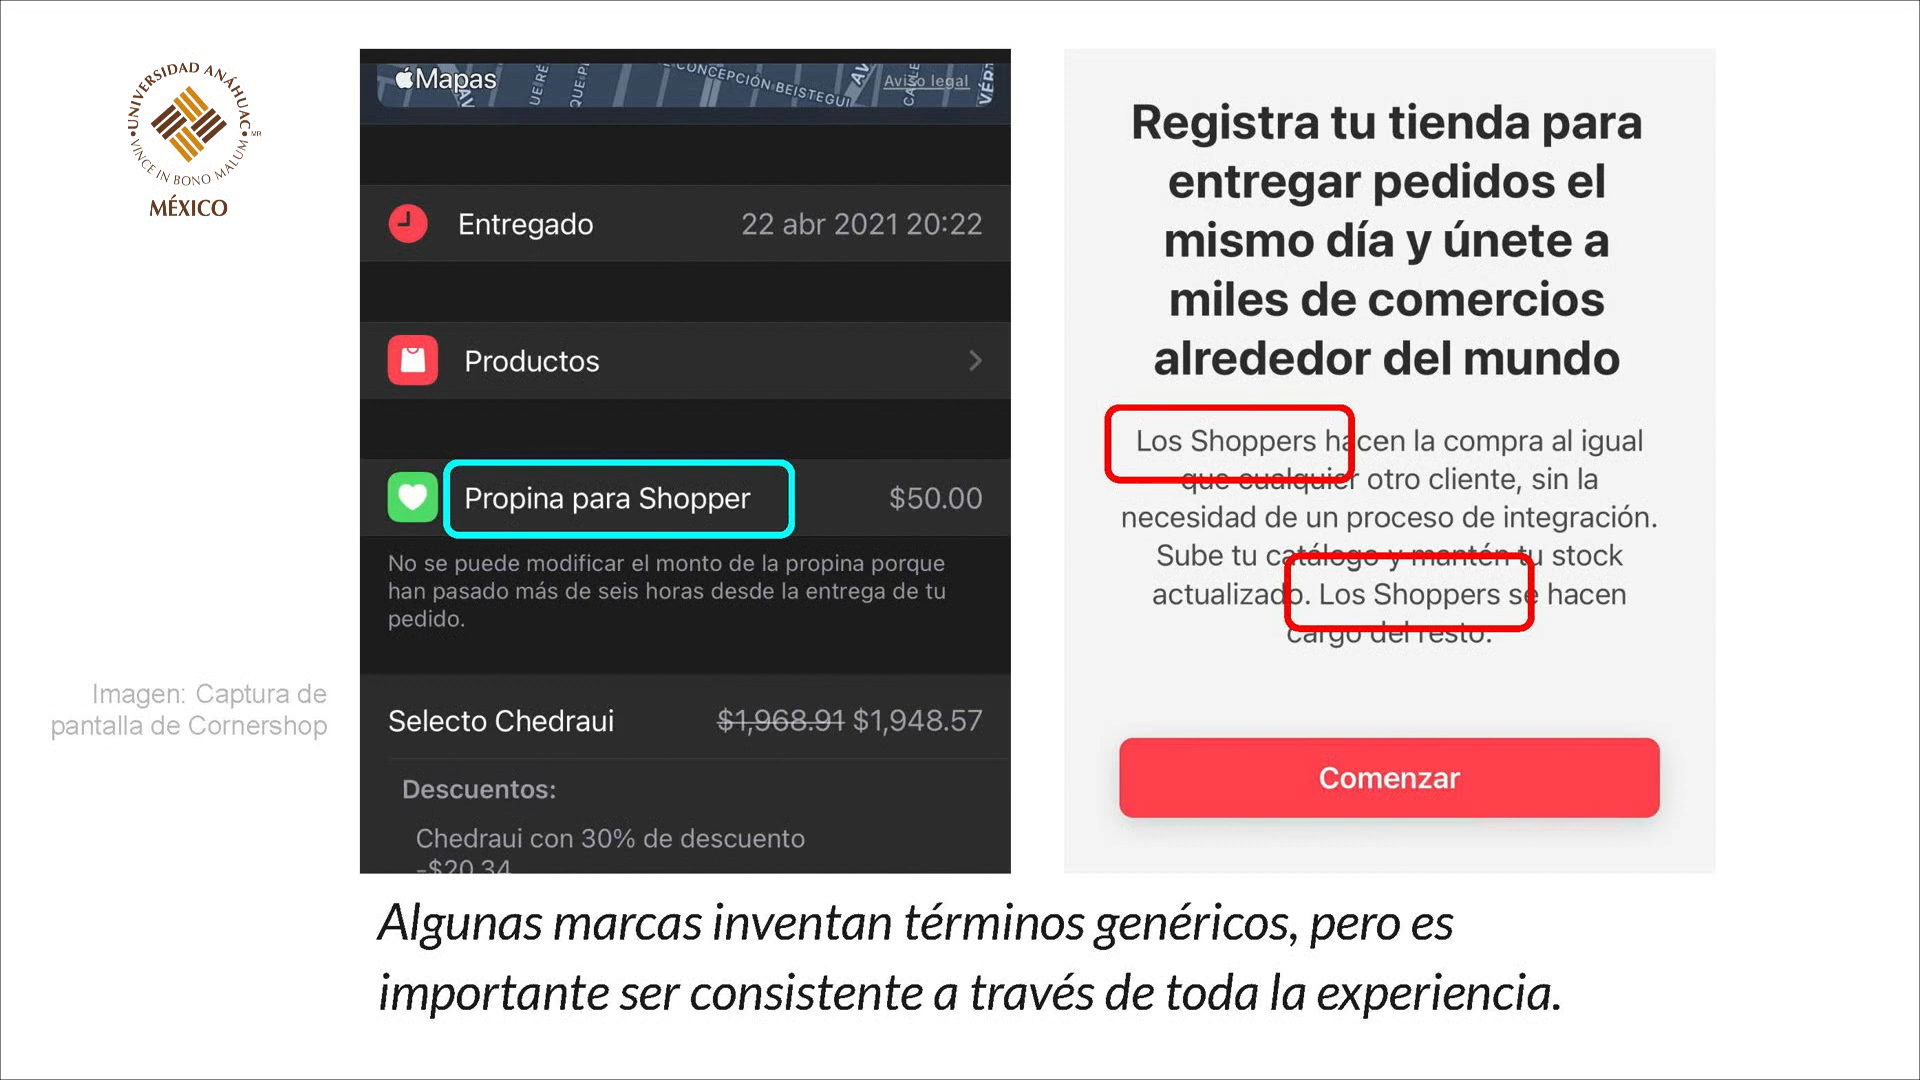 UNIVERSIDAD ANÁHUAC
VINCE IN BONO MALUM
MR
MÉXICO
Mapas
CONCEPCIÓN BEISTEGUI
AV
AV
Aviso legal
Entregado 22 abr 2021 20:22
Productos
Propina para Shopper $50.00
No se puede modificar el monto de la propina porque
han pasado más de seis horas desde la entrega de tu
pedido.
Selecto Chedraui $1,968.91 $1,948.57
Descuentos:
Chedraui con 30% de descuento
-$20.34
Registra tu tienda para
entregar pedidos el
mismo día y únete a
miles de comercios
alrededor del mundo
Los Shoppers hacen la compra al igual
que cualquier otro cliente, sin la
necesidad de un proceso de integración.
Sube tu catálogo y mantén tu stock
actualizado. Los Shoppers se hacen
cargo del resto.
Comenzar
Imagen: Captura de
pantalla de Cornershop
Algunas marcas inventan términos genéricos, pero es
importante ser consistente a través de toda la experiencia.